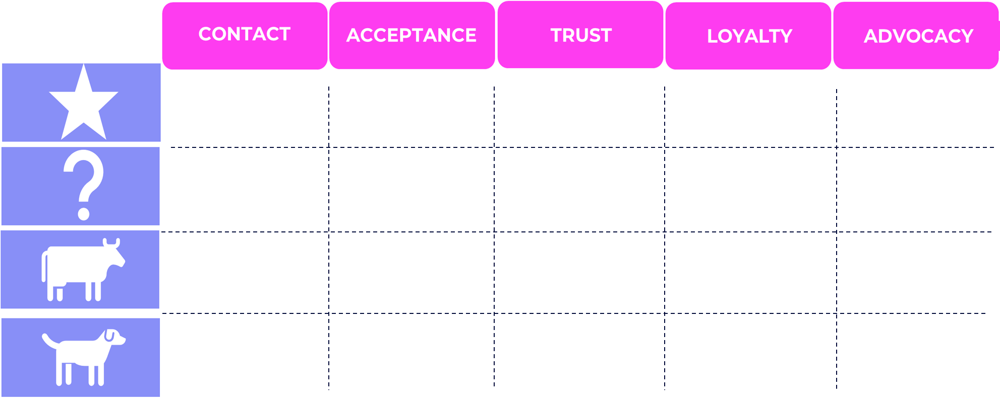 CONTACT
ACCEPTANCE
TRUST
LOYALTY
ADVOCACY
?